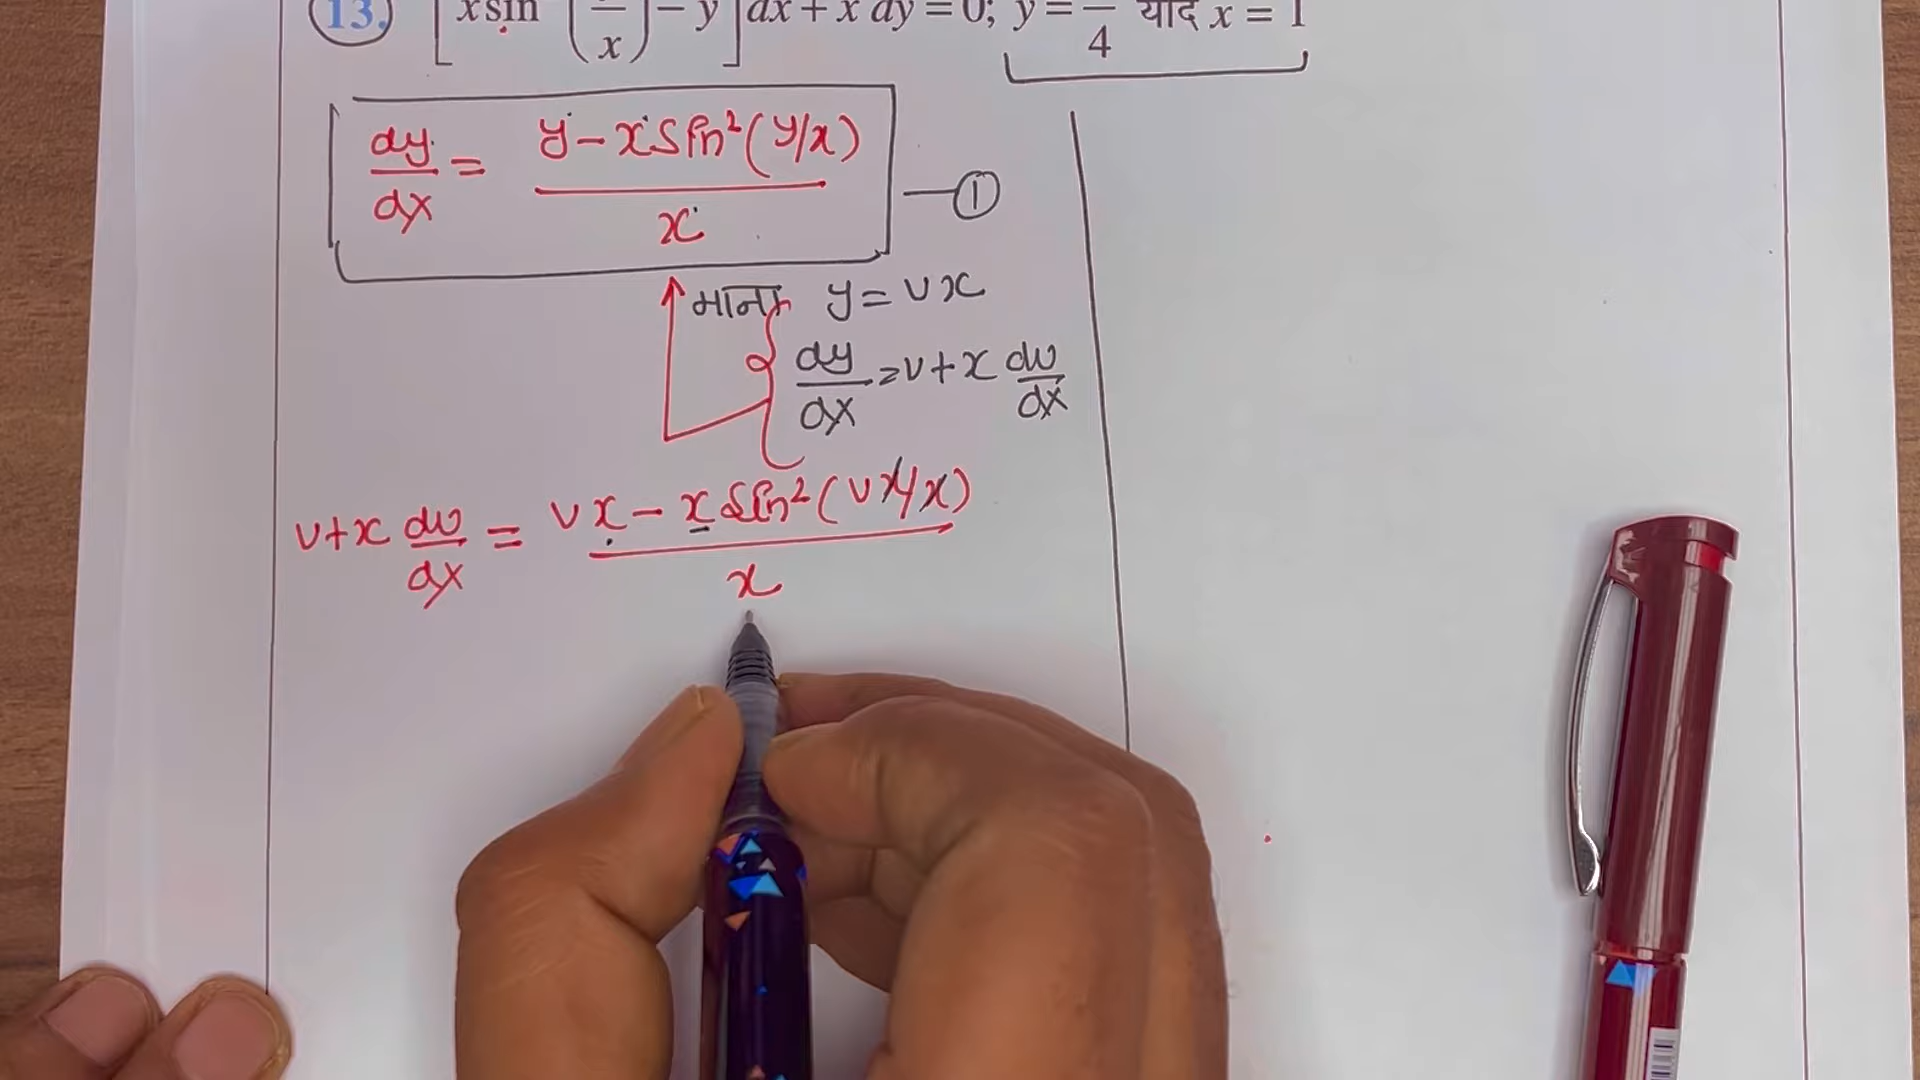 13. [x sin (—/x) − y] dx + x dy = 0; y = —/4 यदि x = 1
dy/dx = (y − x sin²(y/x))/x —①
माना y = vx
dy/dx = v + x dv/dx
v + x dv/dx = (vx − x sin²(vx/x))/x